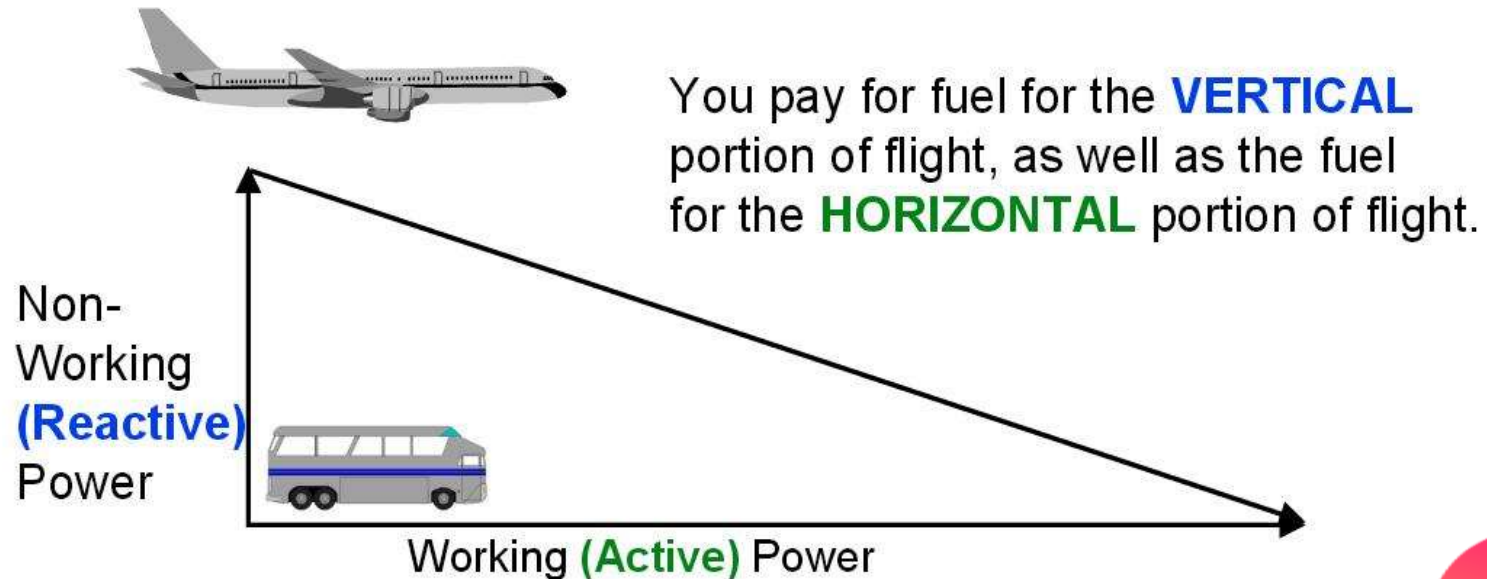 You pay for fuel for the VERTICAL
portion of flight, as well as the fuel
for the HORIZONTAL portion of flight.
Non-
Working
(Reactive)
Power
Working (Active) Power